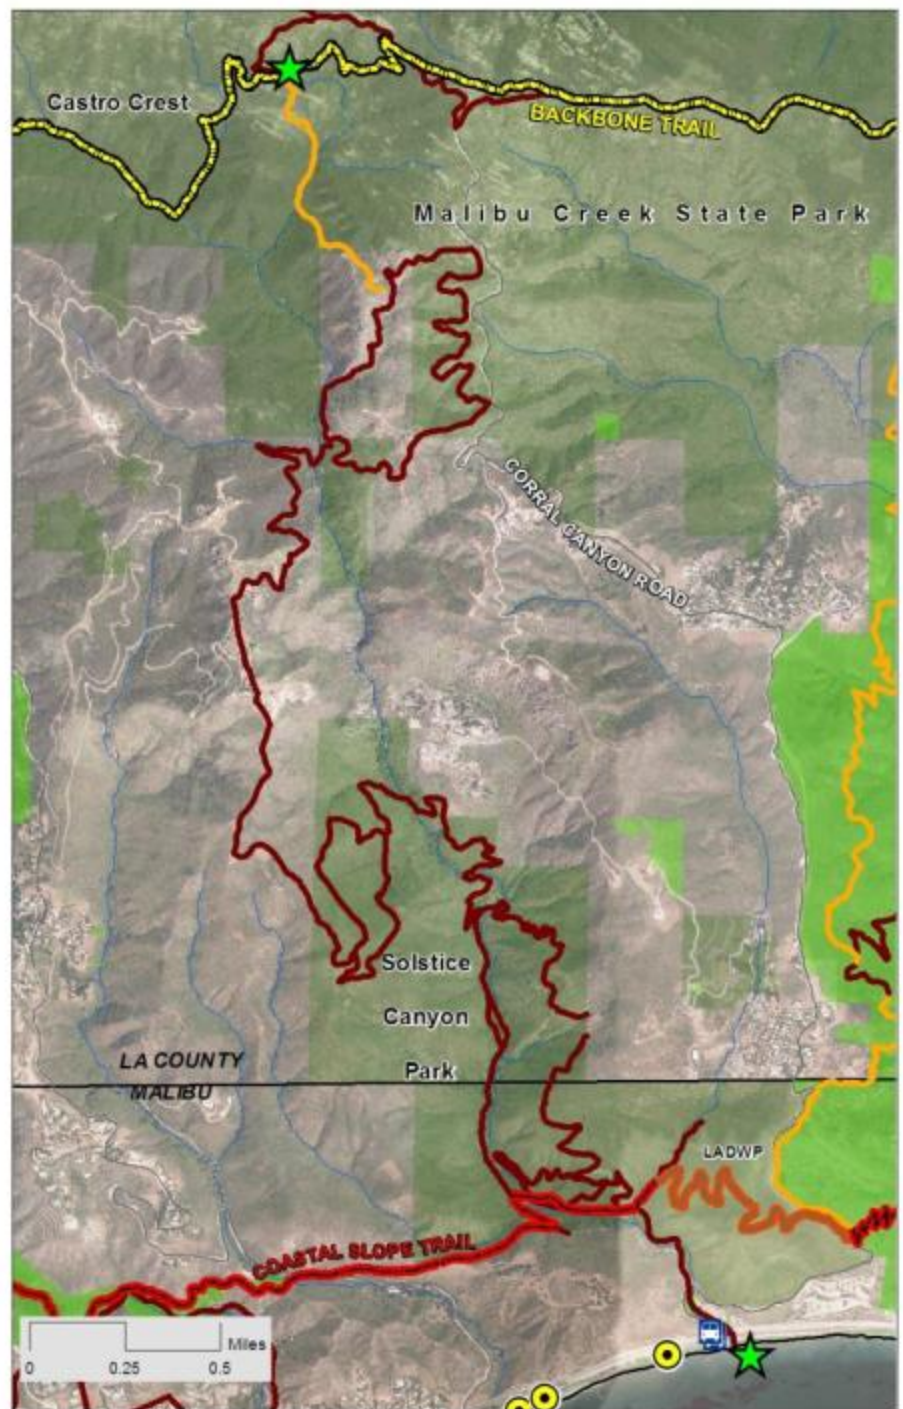 Castro Crest
BACKBONE TRAIL
Malibu Creek State Park
CORRAL CANYON ROAD
Solstice
Canyon
Park
LA COUNTY
MALIBU
LADWP
COASTAL SLOPE TRAIL
Miles
0 0.25 0.5